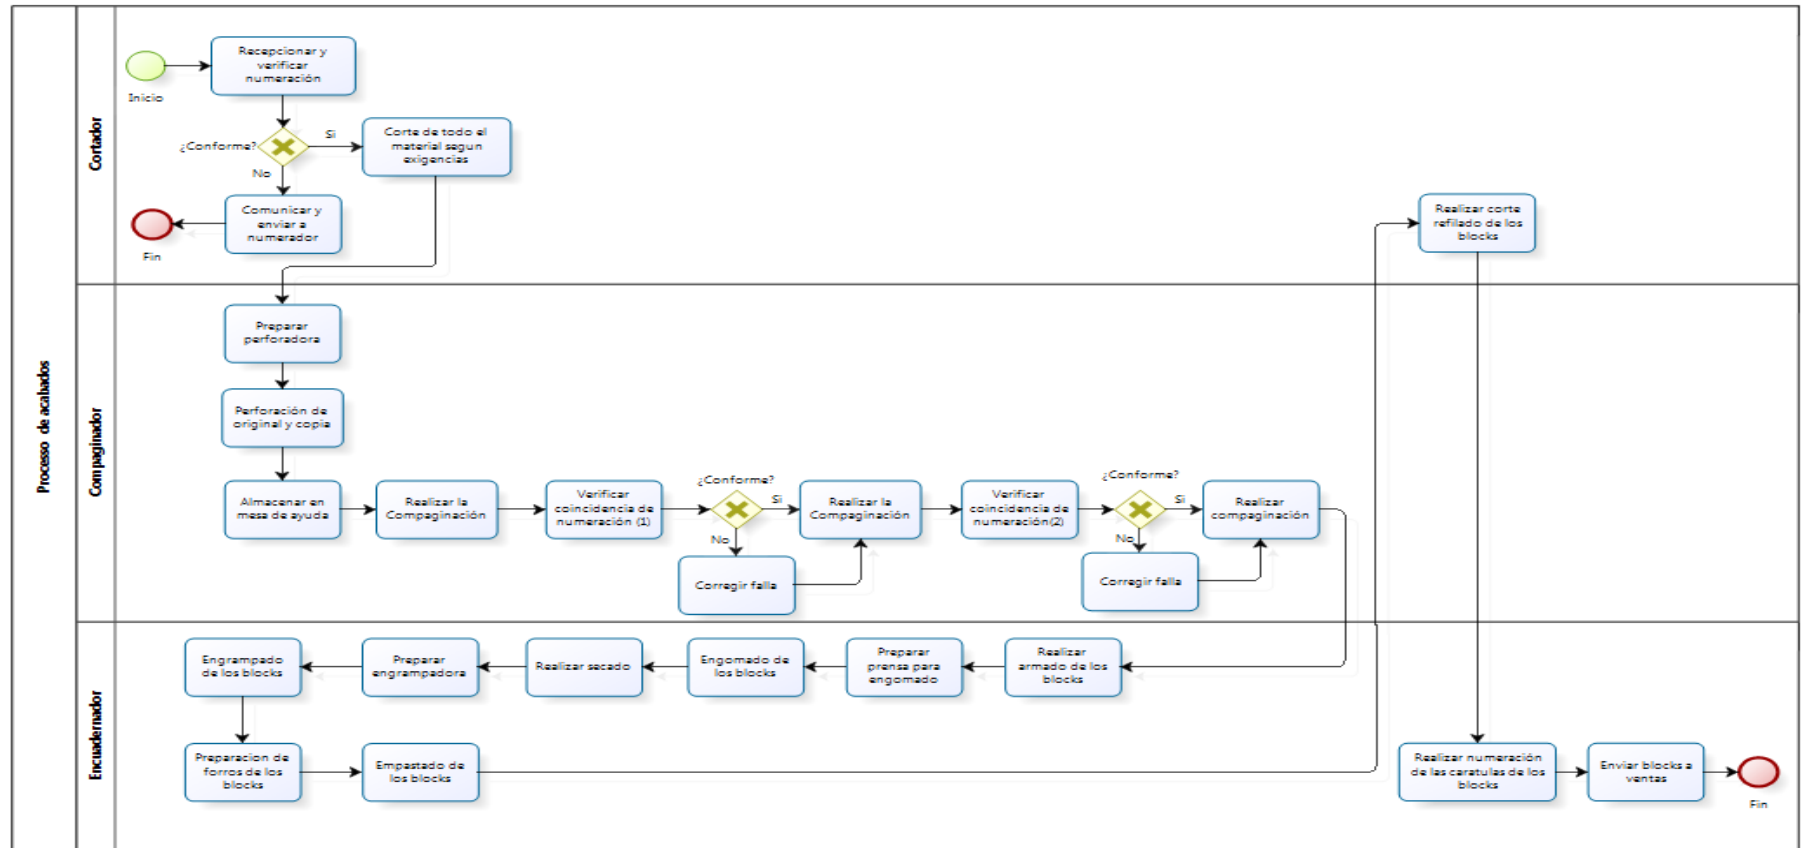 Proceso de acabados
Cortador
Inicio
Recepcionar y
verificar
numeración
¿Conforme?
Si
No
Corte de todo el
material segun
exigencias
Comunicar y
enviar a
numerador
Fin
Realizar corte
refilado de los
blocks
Compaginador
Preparar
perforadora
Perforación de
original y copia
Almacenar en
mesa de ayuda
Realizar la
Compaginación
Verificar
coincidencia de
numeración (1)
¿Conforme?
Si
No
Corregir falla
Realizar la
Compaginación
Verificar
coincidencia de
numeración(2)
¿Conforme?
Si
No
Corregir falla
Realizar
compaginación
Encuadernador
Realizar
armado de los
blocks
Preparar
prensa para
engomado
Engomado de
los blocks
Realizar secado
Preparar
engrampadora
Engrampado
de los blocks
Preparacion de
forros de los
blocks
Empastado de
los blocks
Realizar numeración
de las caratulas de los
blocks
Enviar blocks a
ventas
Fin